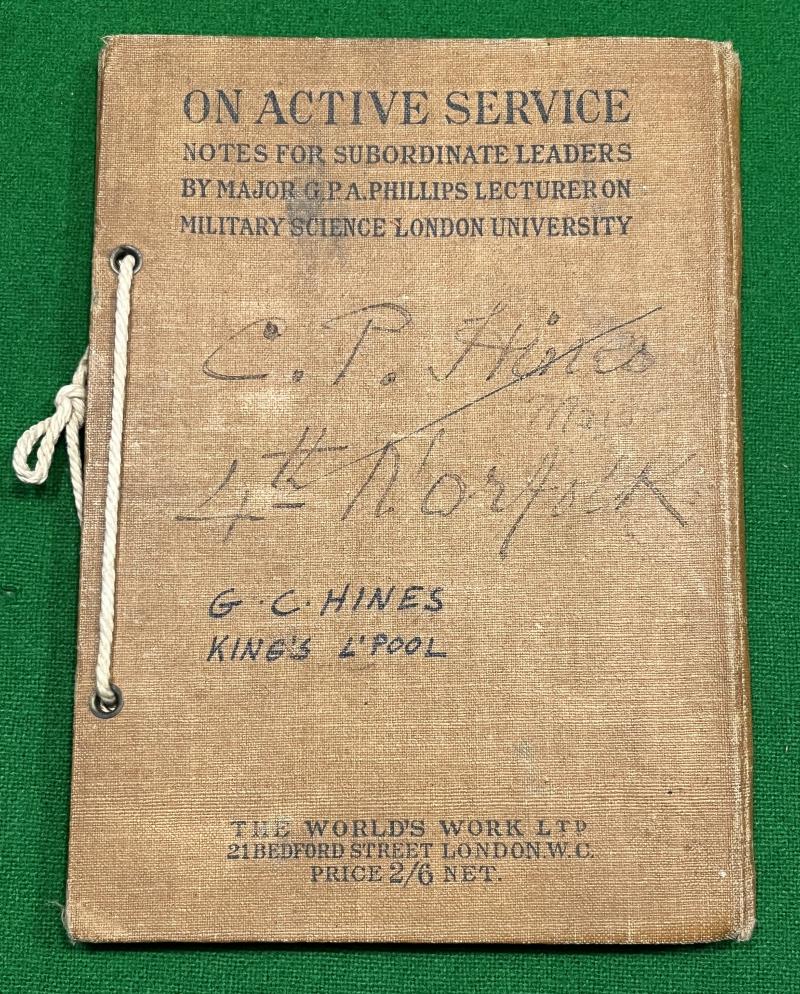 ON ACTIVE SERVICE
NOTES FOR SUBORDINATE LEADERS
BY MAJOR G.P.A.PHILLIPS LECTURER ON
MILITARY SCIENCE LONDON UNIVERSITY
C. P. Hines
Major
4th Norfolk
G.C.HINES
KING'S L'POOL
THE WORLD'S WORK LTD
21 BEDFORD STREET LONDON.W.C.
PRICE 2/6 NET.